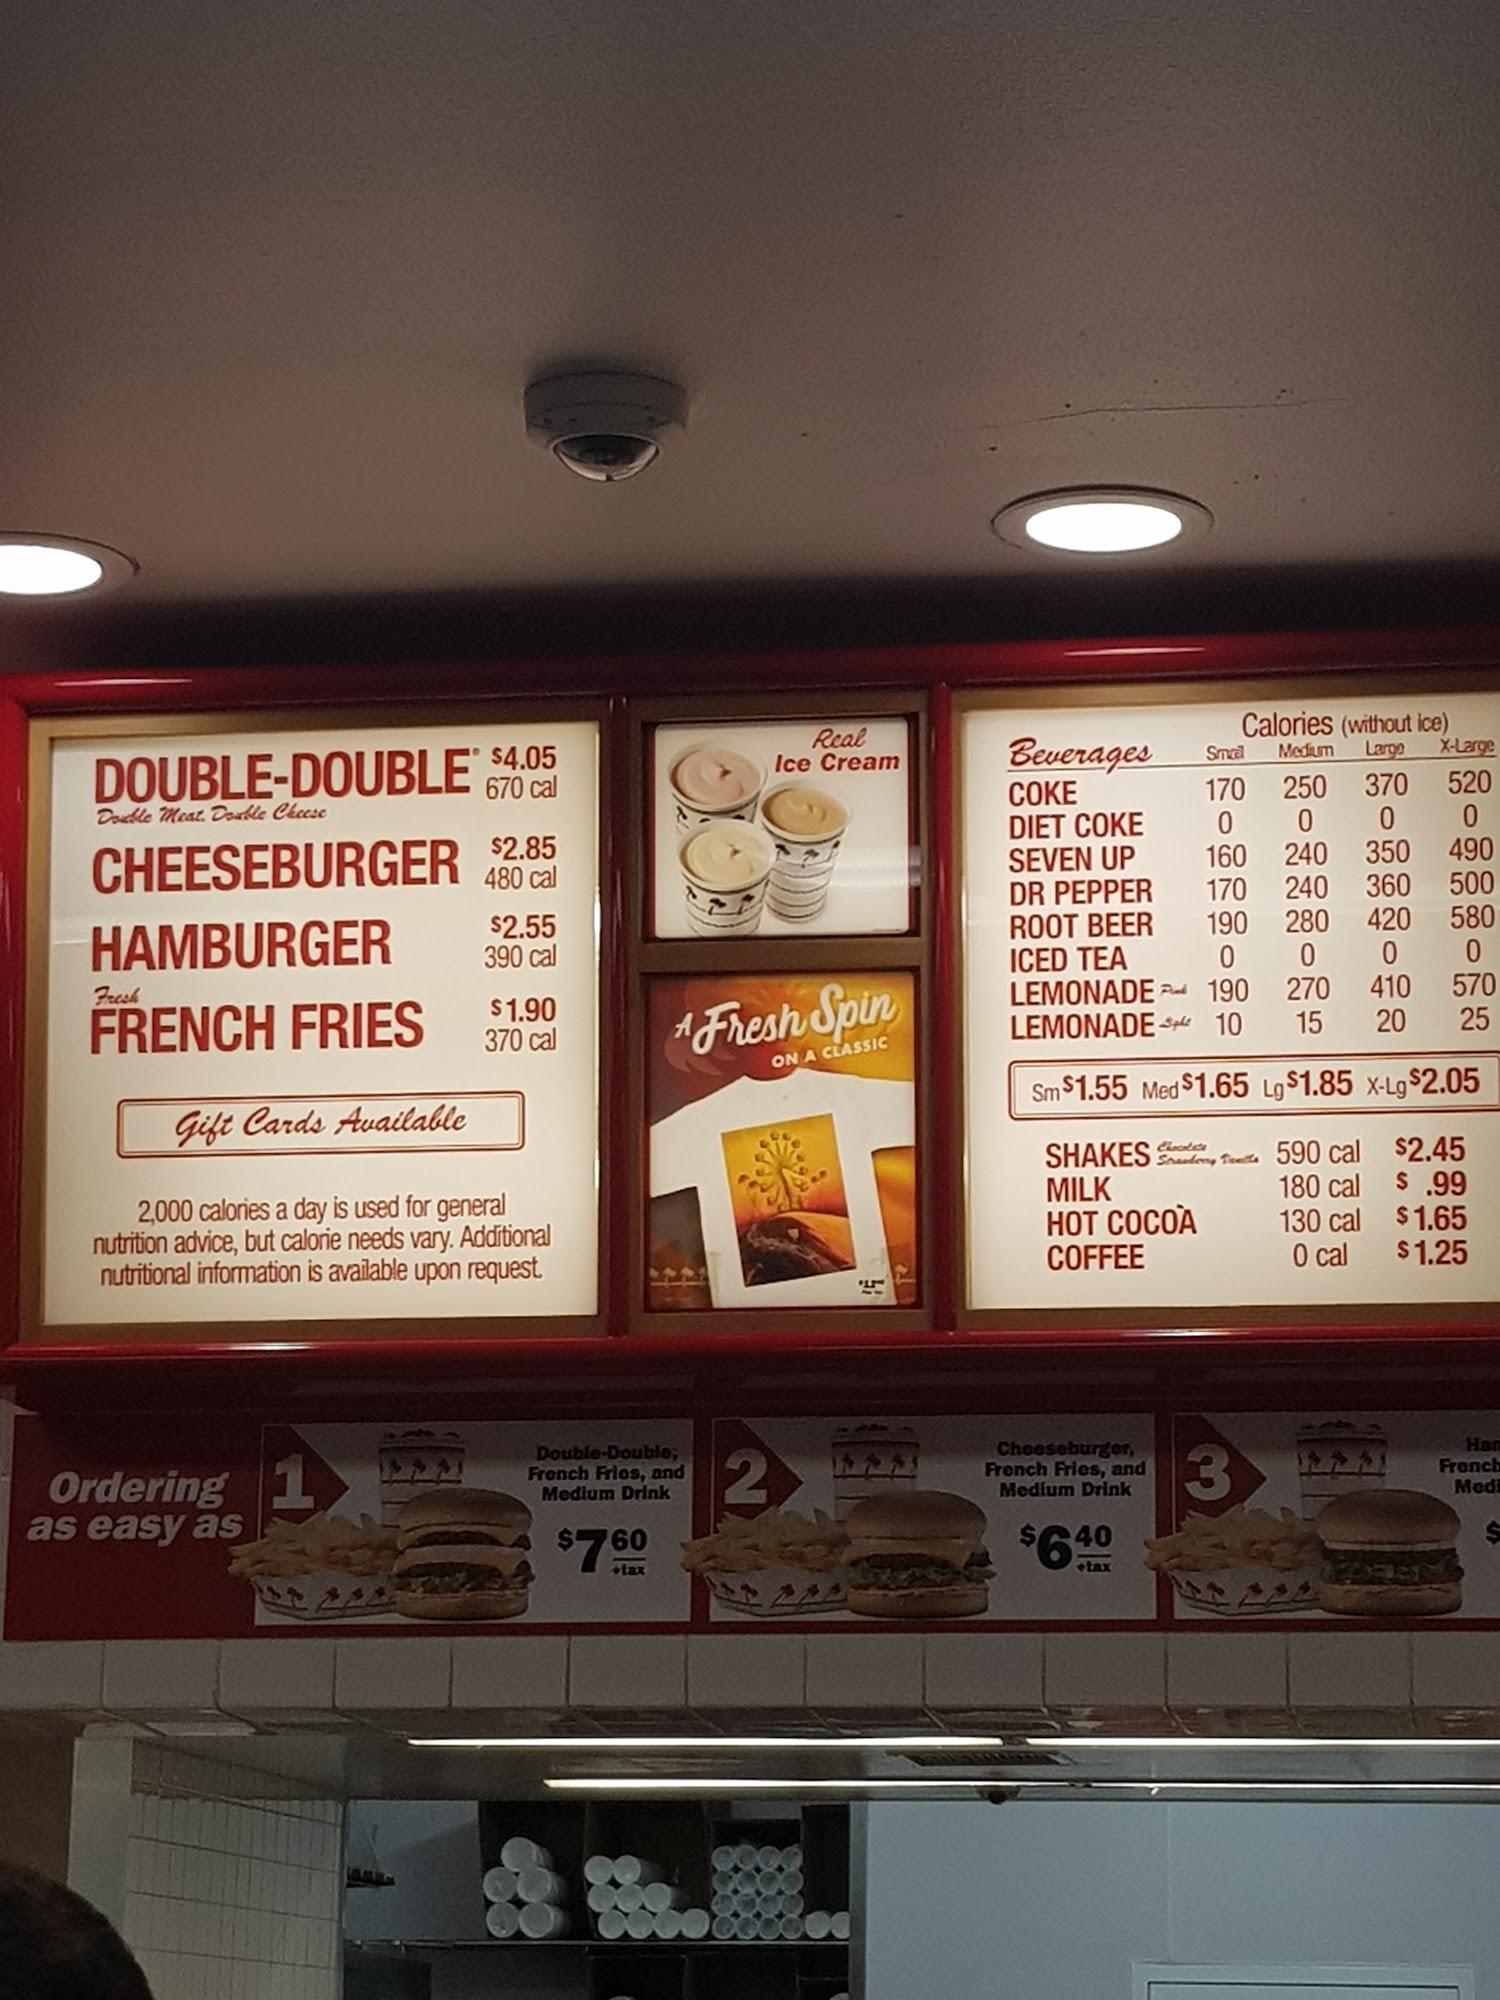 DOUBLE-DOUBLE® $4.05
Double Meat, Double Cheese 670 cal
CHEESEBURGER $2.85
480 cal
HAMBURGER $2.55
390 cal
Fresh
FRENCH FRIES $1.90
370 cal
Gift Cards Available
2,000 calories a day is used for general
nutrition advice, but calorie needs vary. Additional
nutritional information is available upon request.
Real
Ice Cream
A Fresh Spin
ON A CLASSIC
Calories (without ice)
Beverages Small Medium Large X-Large
COKE 170 250 370 520
DIET COKE 0 0 0 0
SEVEN UP 160 240 350 490
DR PEPPER 170 240 360 500
ROOT BEER 190 280 420 580
ICED TEA 0 0 0 0
LEMONADE Pink 190 270 410 570
LEMONADE Light 10 15 20 25
Sm $1.55 Med $1.65 Lg $1.85 X-Lg $2.05
SHAKES Chocolate Strawberry Vanilla 590 cal $2.45
MILK 180 cal $ .99
HOT COCOA 130 cal $1.65
COFFEE 0 cal $1.25
Ordering
as easy as
1
Double-Double,
French Fries, and
Medium Drink
$7 60
+tax
2
Cheeseburger,
French Fries, and
Medium Drink
$6 40
+tax
3
Ham
French
Medi
$